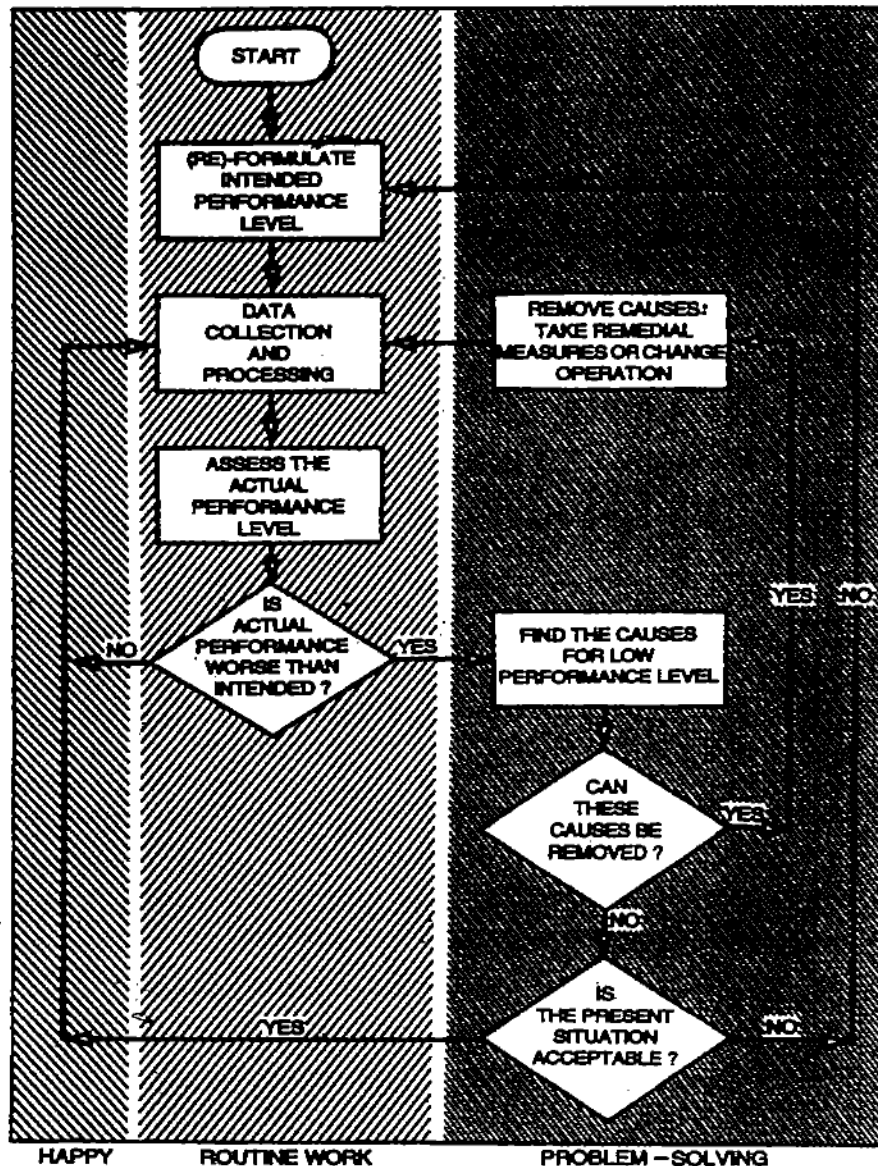 START
(RE)-FORMULATE
INTENDED
PERFORMANCE
LEVEL
DATA
COLLECTION
AND
PROCESSING
REMOVE CAUSES:
TAKE REMEDIAL
MEASURES OR CHANGE
OPERATION
ASSESS THE
ACTUAL
PERFORMANCE
LEVEL
YES
NO
IS
ACTUAL
PERFORMANCE
WORSE THAN
INTENDED ?
NO
YES
FIND THE CAUSES
FOR LOW
PERFORMANCE LEVEL
CAN
THESE
CAUSES BE
REMOVED ?
YES
NO
IS
THE PRESENT
SITUATION
ACCEPTABLE ?
YES
NO
HAPPY
ROUTINE WORK
PROBLEM - SOLVING